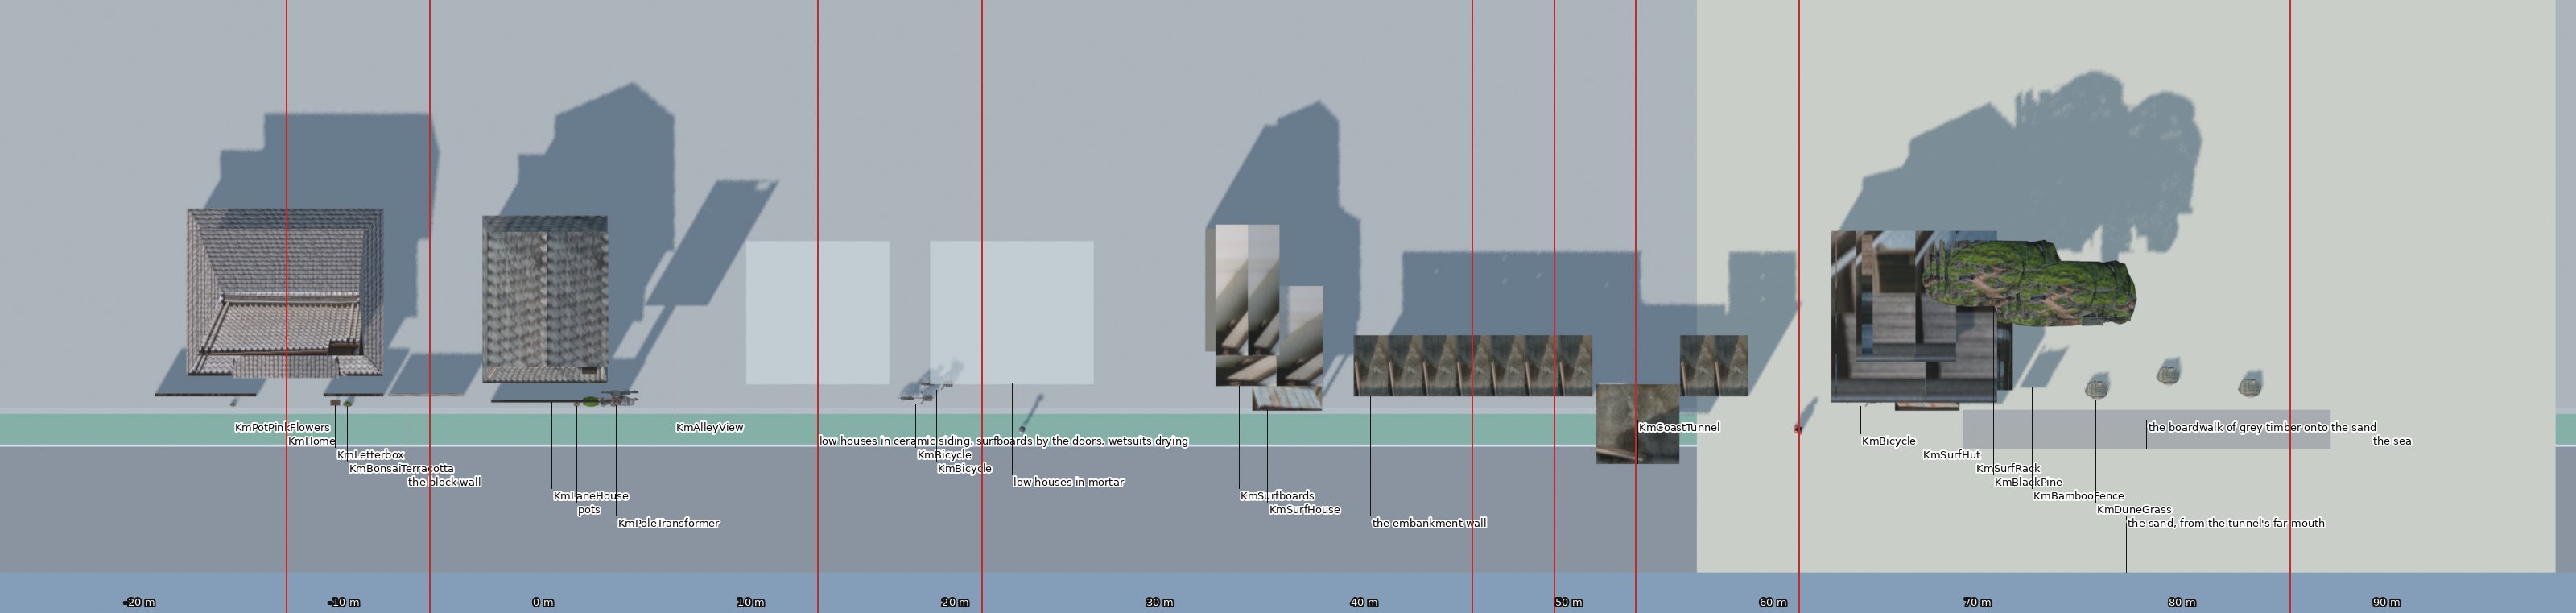 KmPotPinkFlowers
KmHome
KmLetterbox
KmBonsaiTerracotta
the block wall
KmLaneHouse
pots
KmPoleTransformer
KmAlleyView
low houses in ceramic siding, surfboards by the doors, wetsuits drying
KmBicycle
KmBicycle
low houses in mortar
KmSurfboards
KmSurfHouse
the embankment wall
KmCoastTunnel
KmBicycle
KmSurfHut
KmSurfRack
KmBlackPine
KmBambooFence
KmDuneGrass
the sand, from the tunnel's far mouth
the boardwalk of grey timber onto the sand
the sea
-20 m
-10 m
0 m
10 m
20 m
30 m
40 m
50 m
60 m
70 m
80 m
90 m